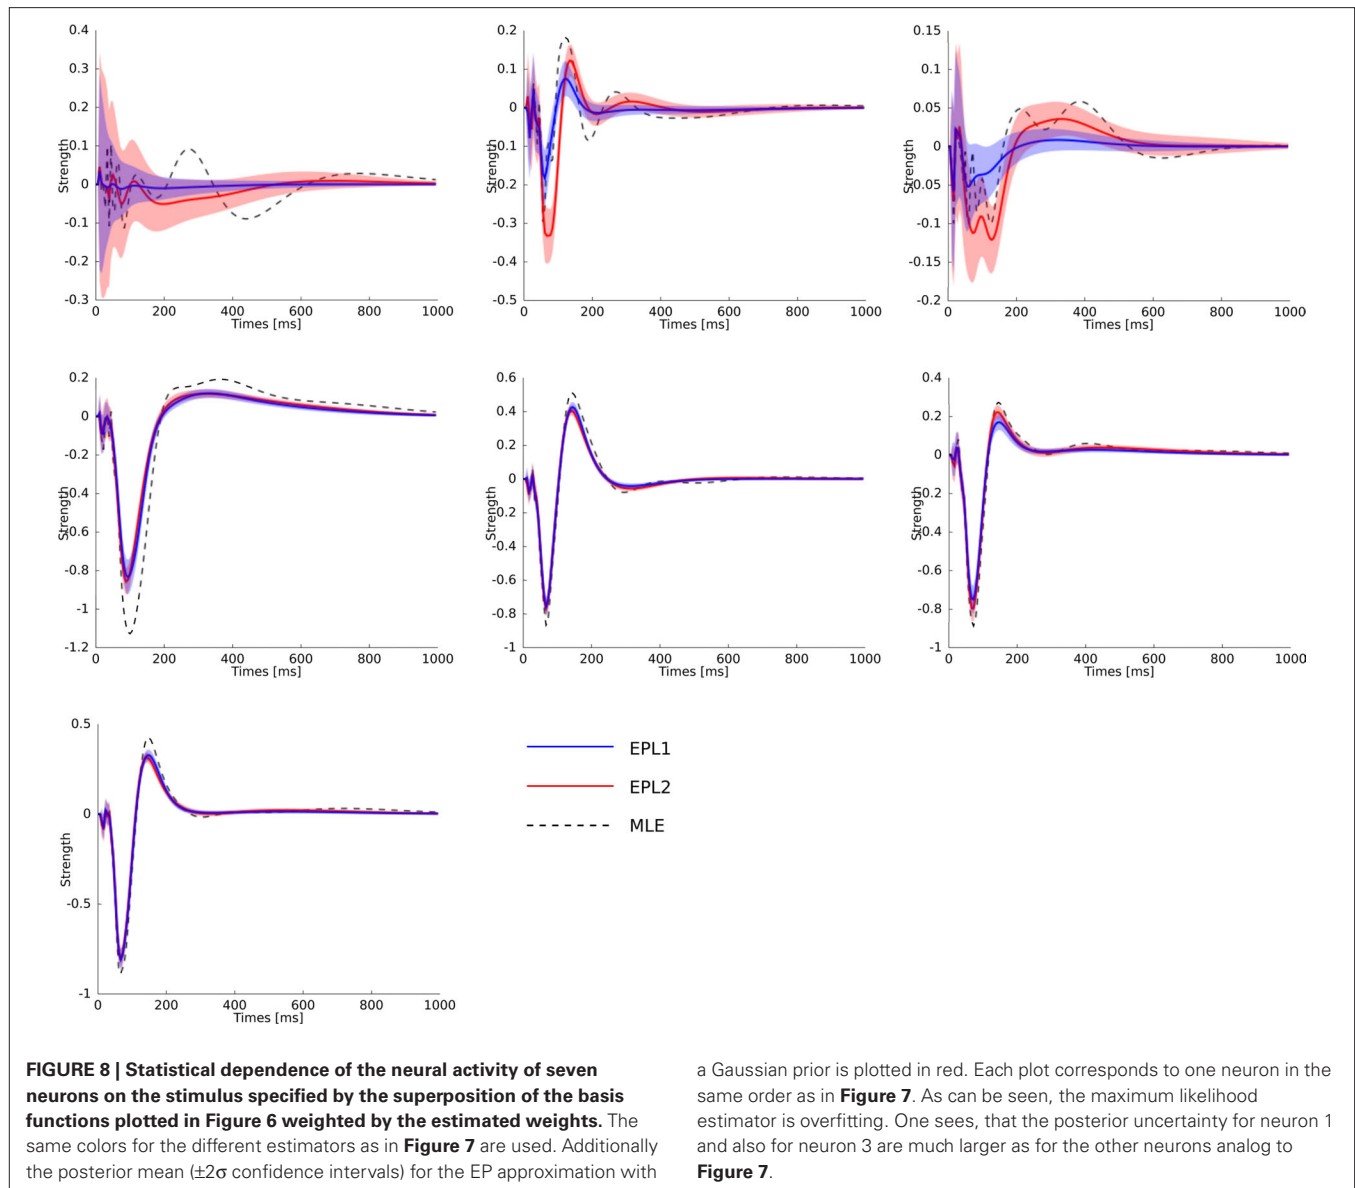 0.4
0.3
0.2
0.1
0
-0.1
-0.2
-0.3
Strength
0 200 400 600 800 1000
Times [ms]
0.2
0.1
0
-0.1
-0.2
-0.3
-0.4
-0.5
Strength
0 200 400 600 800 1000
Times [ms]
0.15
0.1
0.05
0
-0.05
-0.1
-0.15
-0.2
Strength
0 200 400 600 800 1000
Times [ms]
0.2
0
-0.2
-0.4
-0.6
-0.8
-1
-1.2
Strength
0 200 400 600 800 1000
Times [ms]
0.6
0.4
0.2
0
-0.2
-0.4
-0.6
-0.8
-1
Strength
0 200 400 600 800 1000
Times [ms]
0.4
0.2
0
-0.2
-0.4
-0.6
-0.8
-1
Strength
0 200 400 600 800 1000
Times [ms]
0.5
0
-0.5
-1
Strength
0 200 400 600 800 1000
Times [ms]
EPL1
EPL2
MLE
FIGURE 8 | Statistical dependence of the neural activity of seven
neurons on the stimulus specified by the superposition of the basis
functions plotted in Figure 6 weighted by the estimated weights. The
same colors for the different estimators as in Figure 7 are used. Additionally
the posterior mean (±2σ confidence intervals) for the EP approximation with
a Gaussian prior is plotted in red. Each plot corresponds to one neuron in the
same order as in Figure 7. As can be seen, the maximum likelihood
estimator is overfitting. One sees, that the posterior uncertainty for neuron 1
and also for neuron 3 are much larger as for the other neurons analog to
Figure 7.